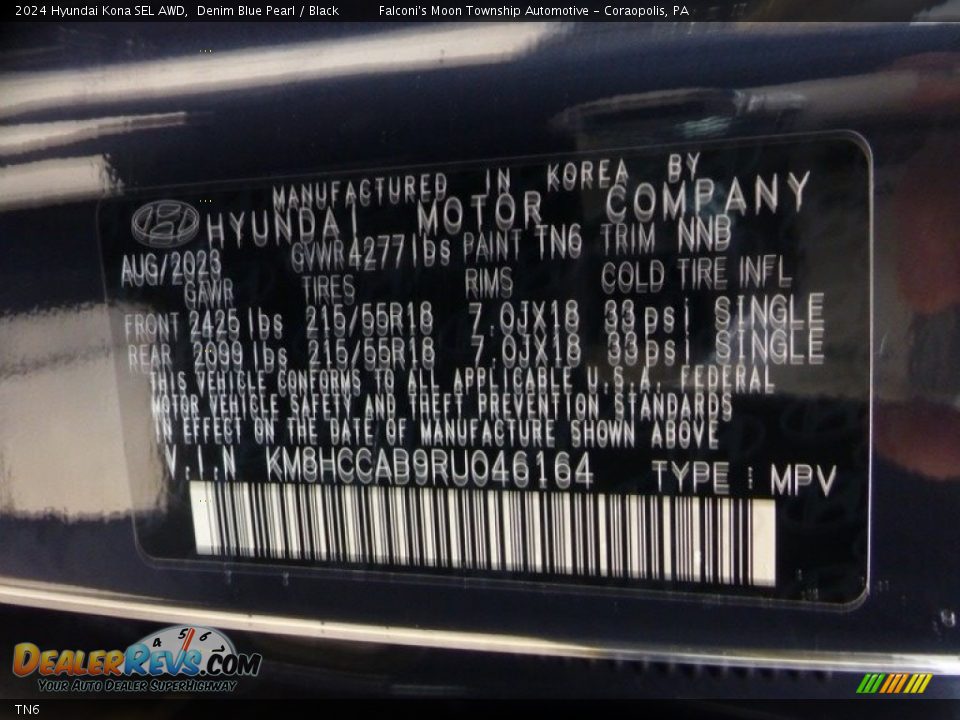 2024 Hyundai Kona SEL AWD, Denim Blue Pearl / Black Falconi's Moon Township Automotive - Coraopolis, PA
MANUFACTURED IN KOREA BY
HYUNDAI MOTOR COMPANY
AUG/2023 GVWR 4277lbs PAINT TN6 TRIM NNB
GAWR TIRES RIMS COLD TIRE INFL
FRONT 2425lbs 215/55R18 7.0JX18 33psi SINGLE
REAR 2099lbs 215/55R18 7.0JX18 33psi SINGLE
THIS VEHICLE CONFORMS TO ALL APPLICABLE U.S.A. FEDERAL
MOTOR VEHICLE SAFETY AND THEFT PREVENTION STANDARDS
IN EFFECT ON THE DATE OF MANUFACTURE SHOWN ABOVE
V.I.N KM8HCCAB9RU046164 TYPE : MPV
4 5 6
DEALERREVS.COM
Your Auto Dealer SuperHighway
TN6